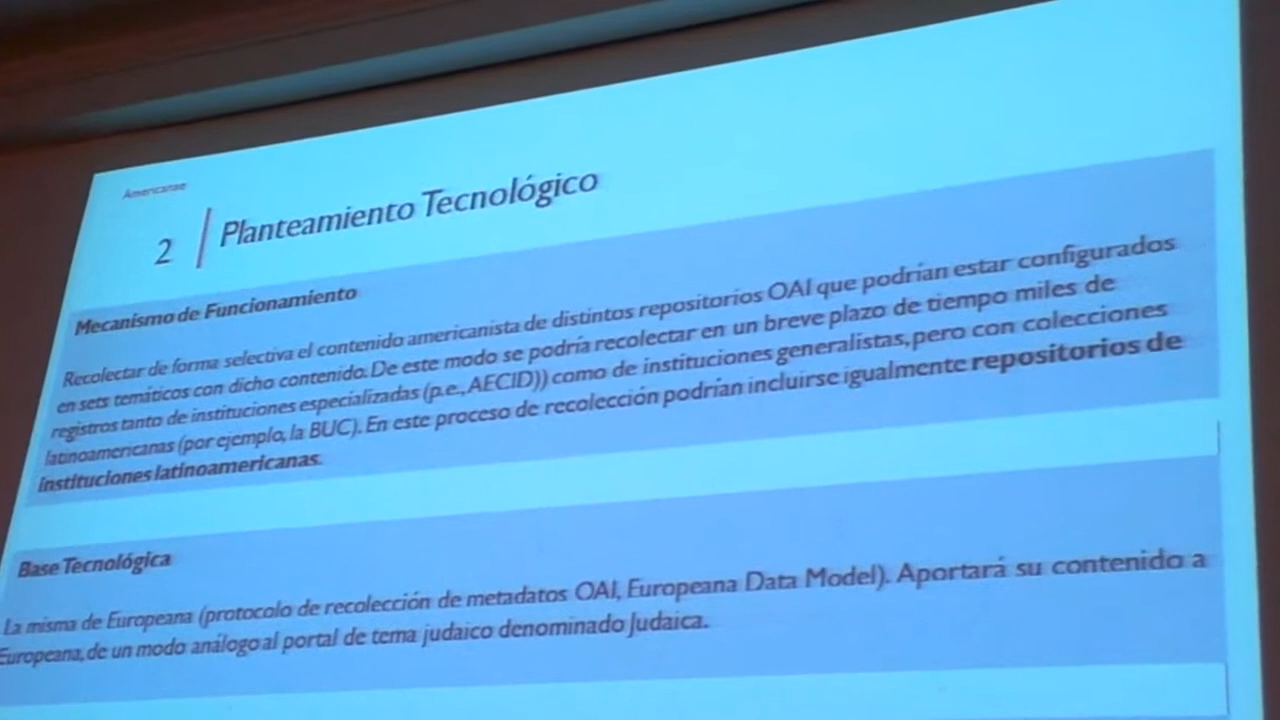 Americanae
2 Planteamiento Tecnológico
Mecanismo de Funcionamiento
Recolectar de forma selectiva el contenido americanista de distintos repositorios OAI que podrían estar configurados
en sets temáticos con dicho contenido. De este modo se podría recolectar en un breve plazo de tiempo miles de
registros tanto de instituciones especializadas (p.e., AECID)) como de instituciones generalistas, pero con colecciones
latinoamericanas (por ejemplo, la BUC). En este proceso de recolección podrían incluirse igualmente repositorios de
instituciones latinoamericanas.
Base Tecnológica
La misma de Europeana (protocolo de recolección de metadatos OAI, Europeana Data Model). Aportará su contenido a
Europeana, de un modo análogo al portal de tema judaico denominado Judaica.